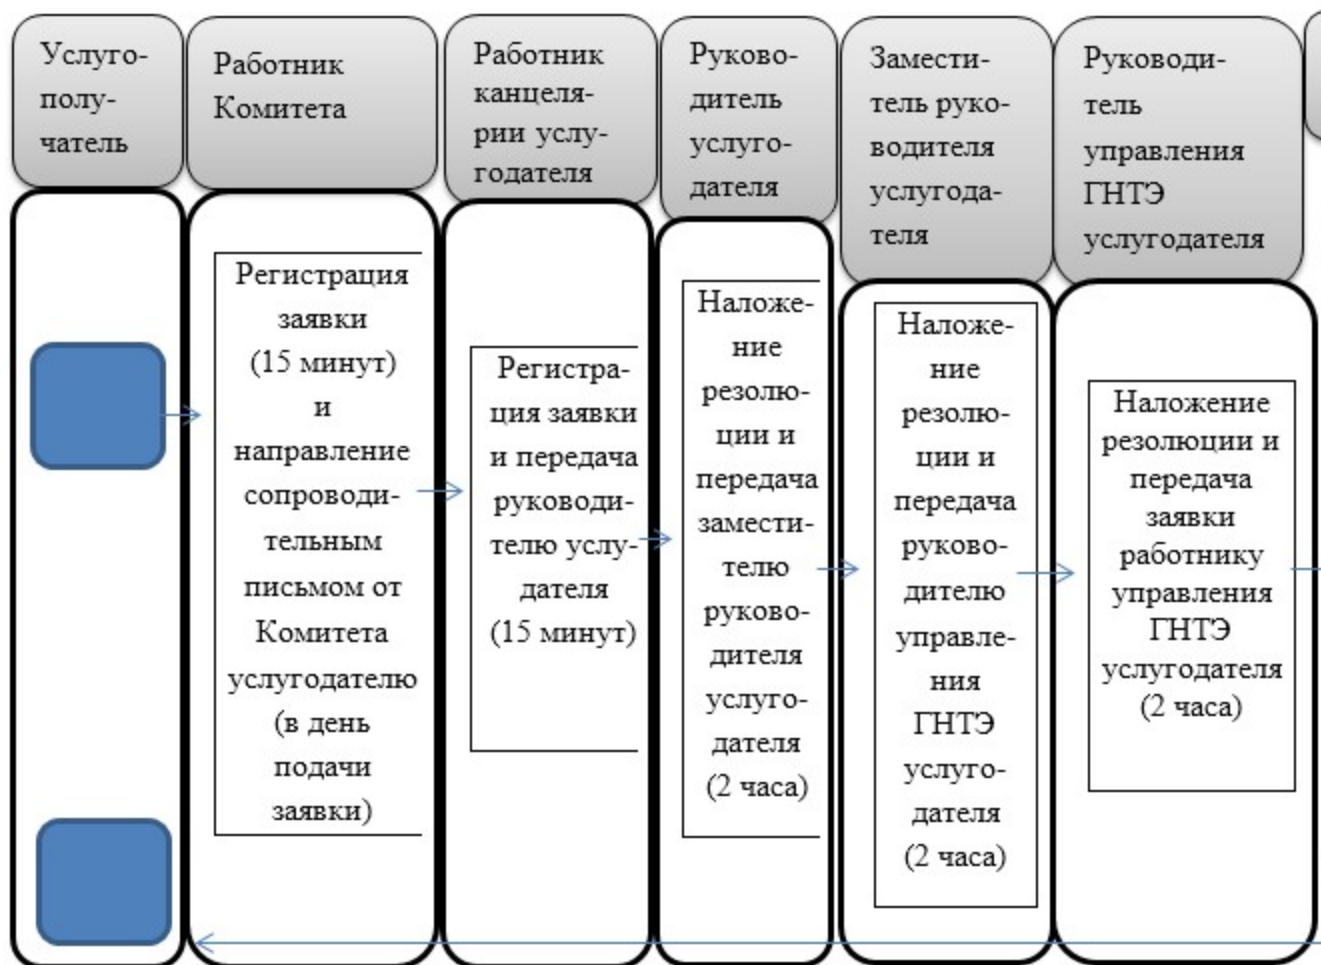 Услуго-
полу-
чатель
Работник
Комитета
Работник
канцеля-
рии услу-
годателя
Руково-
дитель
услуго-
дателя
Замести-
тель руко-
водителя
услугода-
теля
Руководи-
тель
управления
ГНТЭ
услугодателя
Регистрация
заявки
(15 минут)
и
направление
сопроводи-
тельным
письмом от
Комитета
услугодателю
(в день
подачи
заявки)
Регистра-
ция заявки
и передача
руководи-
телю услу-
дателя
(15 минут)
Наложе-
ние
резолю-
ции и
передача
замести-
телю
руково-
дителя
услуго-
дателя
(2 часа)
Наложе-
ние
резолю-
ции и
передача
руково-
дителю
управле-
ния
ГНТЭ
услуго-
дателя
(2 часа)
Наложение
резолюции и
передача
заявки
работнику
управления
ГНТЭ
услугодателя
(2 часа)